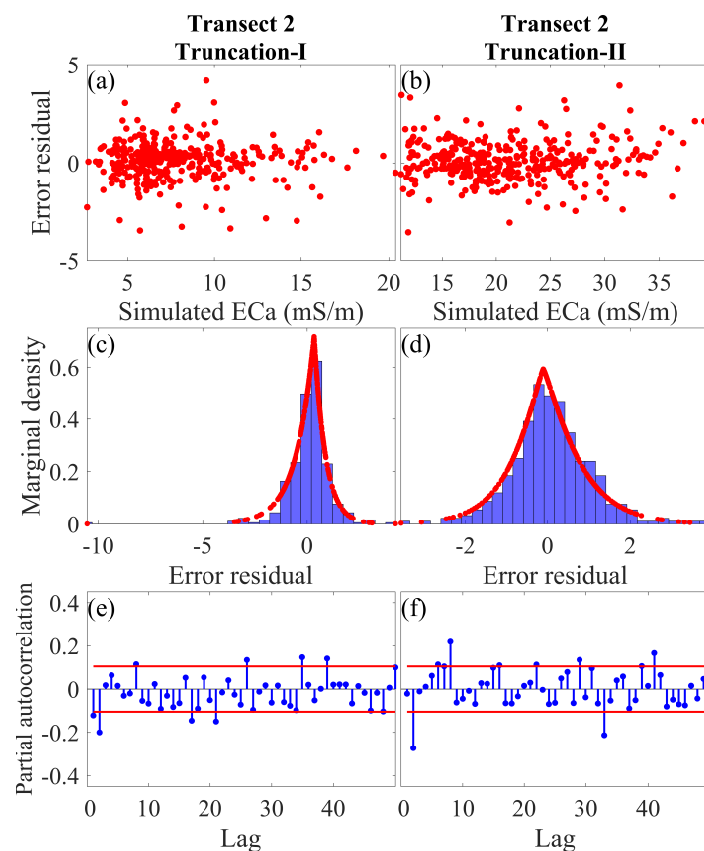 Transect 2
Truncation-I
Transect 2
Truncation-II
(a)
(b)
5
0
-5
Error residual
5
10
15
20
15
20
25
30
35
Simulated ECa (mS/m)
Simulated ECa (mS/m)
(c)
(d)
0.6
0.4
0.2
0
Marginal density
-10
-5
0
-2
0
2
Error residual
Error residual
(e)
(f)
0.4
0.2
0
-0.2
-0.4
Partial autocorrelation
0
10
20
30
40
0
10
20
30
40
Lag
Lag